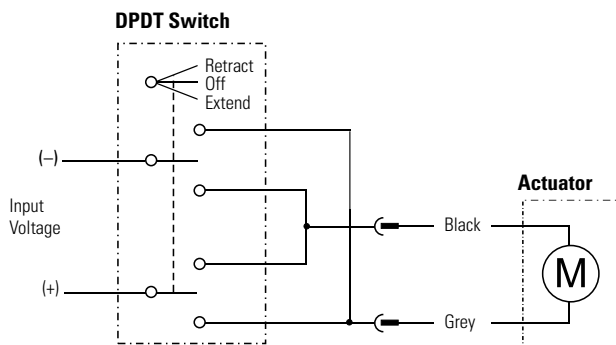 DPDT Switch
Retract
Off
Extend
(–)
Input
Voltage
(+)
Actuator
Black
M
Grey